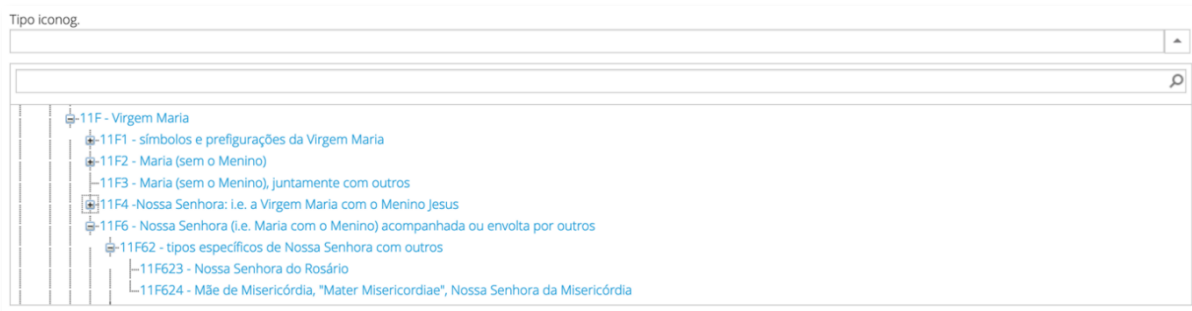 Tipo iconog.
11F - Virgem Maria
11F1 - símbolos e prefigurações da Virgem Maria
11F2 - Maria (sem o Menino)
11F3 - Maria (sem o Menino), juntamente com outros
11F4 -Nossa Senhora: i.e. a Virgem Maria com o Menino Jesus
11F6 - Nossa Senhora (i.e. Maria com o Menino) acompanhada ou envolta por outros
11F62 - tipos específicos de Nossa Senhora com outros
11F623 - Nossa Senhora do Rosário
11F624 - Mãe de Misericórdia, "Mater Misericordiae", Nossa Senhora da Misericórdia